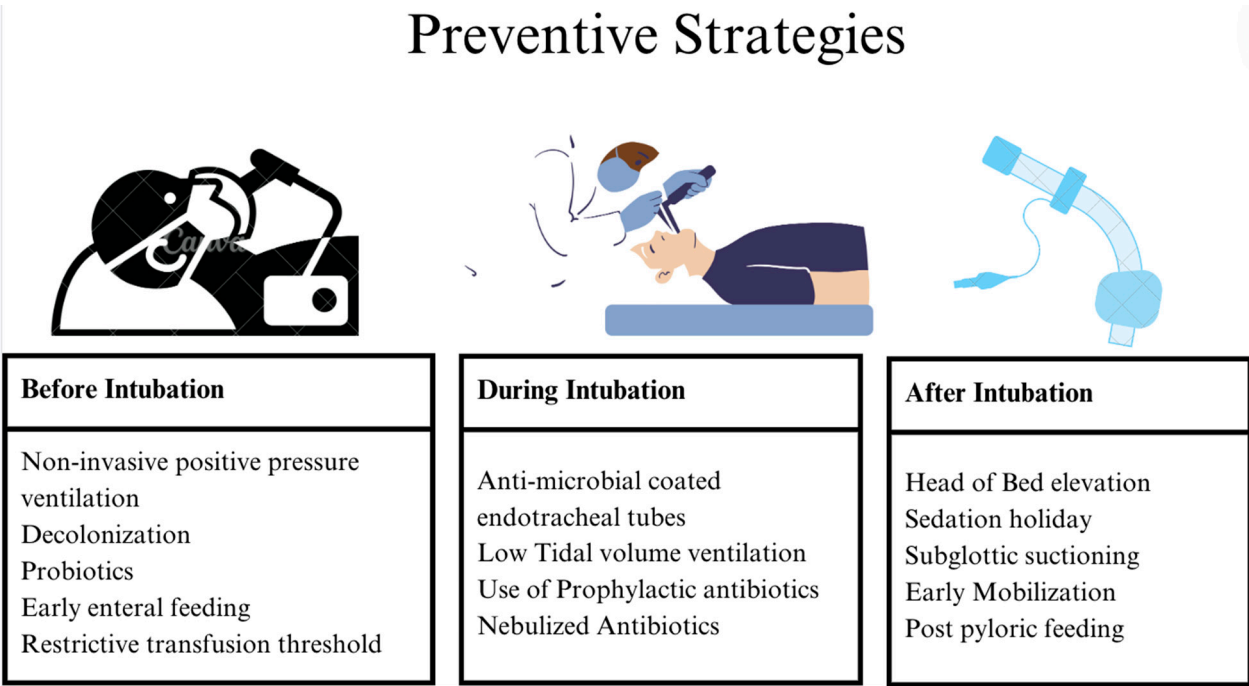 Preventive Strategies
Canva
Before Intubation
Non-invasive positive pressure
ventilation
Decolonization
Probiotics
Early enteral feeding
Restrictive transfusion threshold
During Intubation
Anti-microbial coated
endotracheal tubes
Low Tidal volume ventilation
Use of Prophylactic antibiotics
Nebulized Antibiotics
After Intubation
Head of Bed elevation
Sedation holiday
Subglottic suctioning
Early Mobilization
Post pyloric feeding